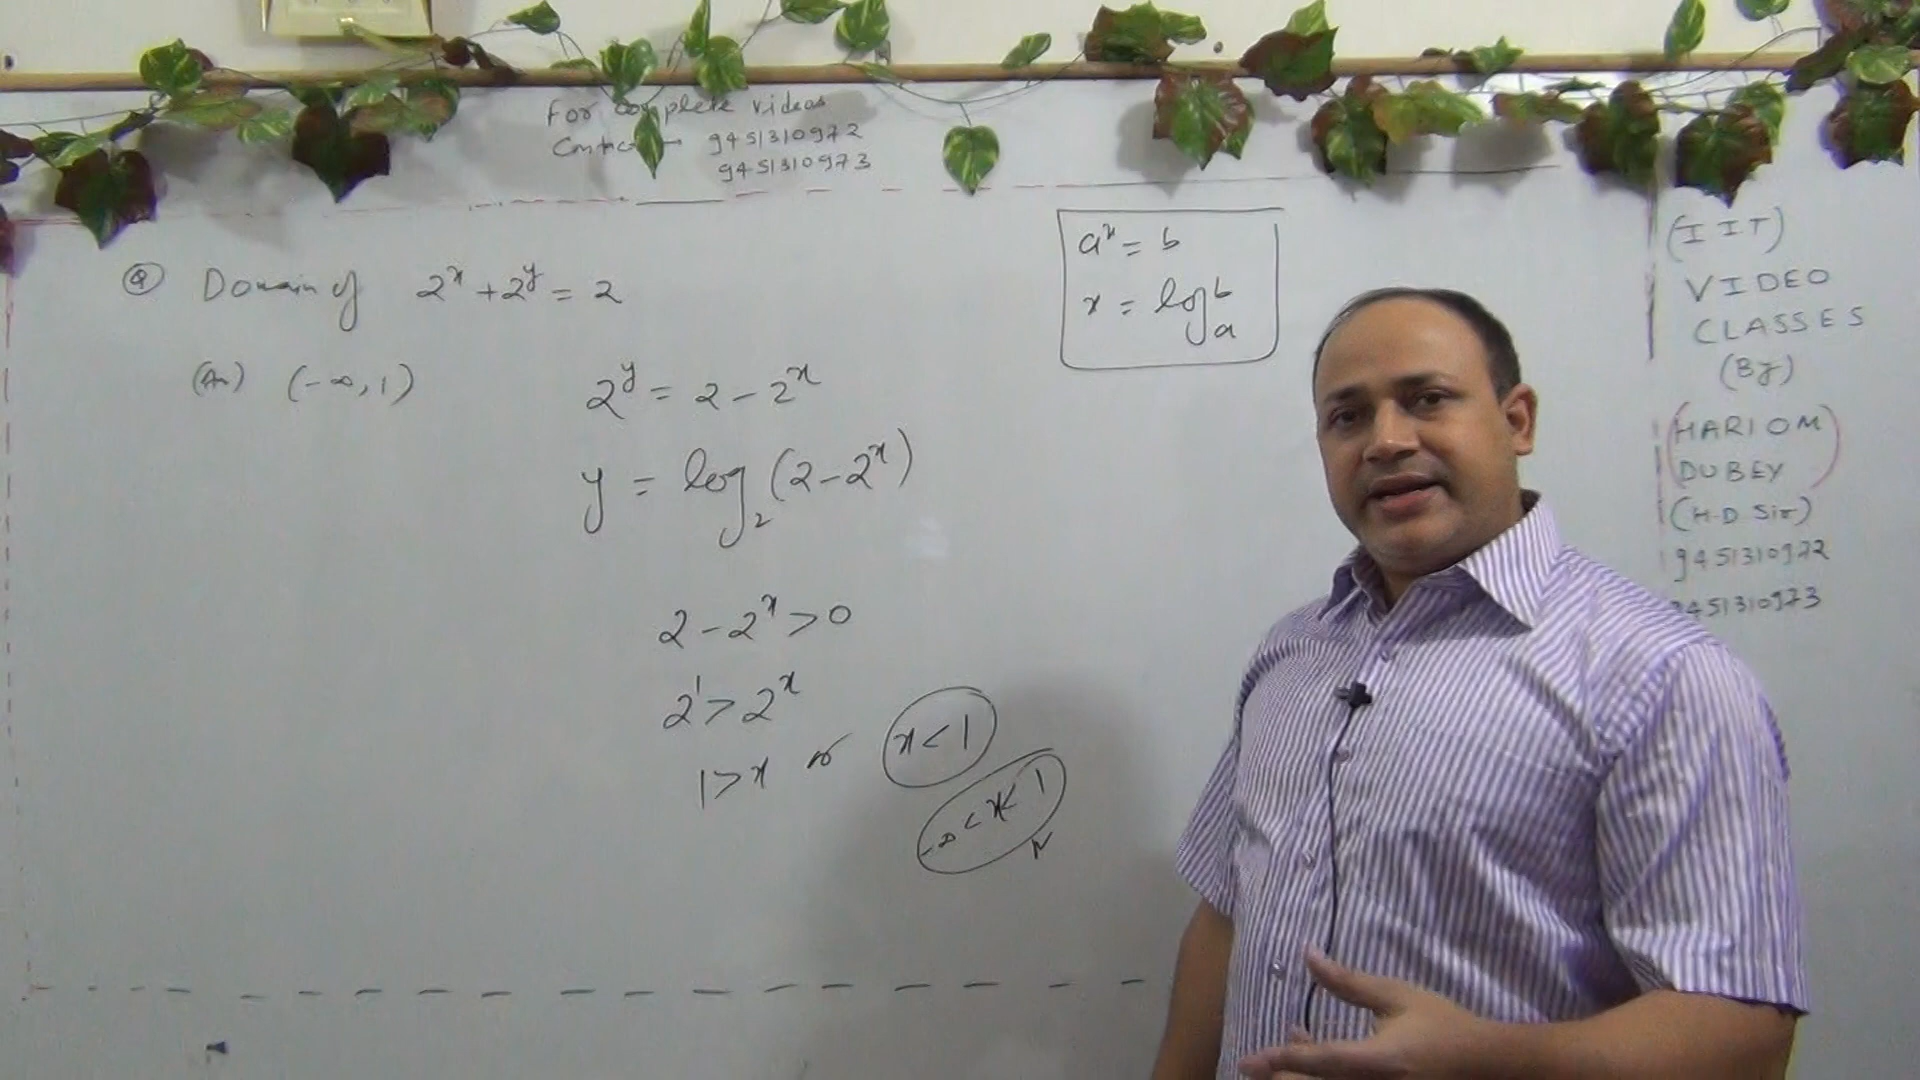 For complete videos
Contact → 9451310972
9451310973
Q Domain of 2^x + 2^y = 2
(An) (-∞, 1)
2^y = 2 - 2^x
y = log_2 (2 - 2^x)
2 - 2^x > 0
2^1 > 2^x
1 > x or x < 1
-∞ < x < 1
a^x = b
x = log_a b
(IIT)
VIDEO
CLASSES
(By)
(HARIOM
DUBEY)
(H.D Sir)
9451310972
9451310973